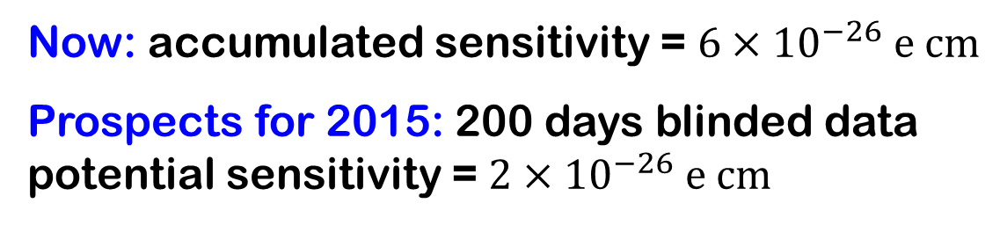 Now: accumulated sensitivity = 6 × 10⁻²⁶ e cm
Prospects for 2015: 200 days blinded data
potential sensitivity = 2 × 10⁻²⁶ e cm